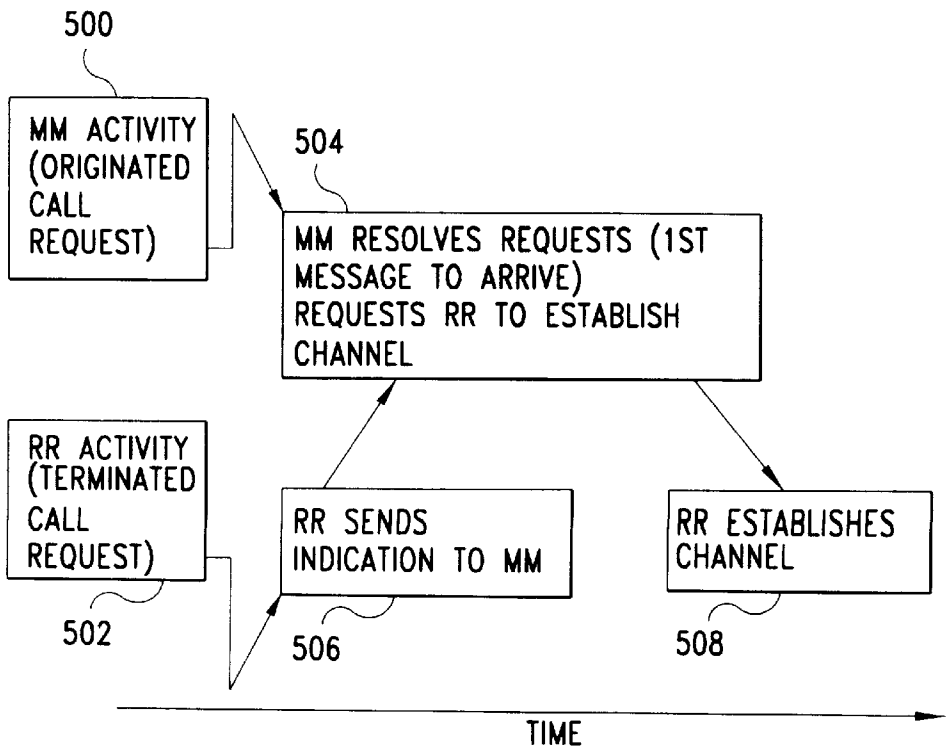 500
MM ACTIVITY
(ORIGINATED
CALL
REQUEST)
504
MM RESOLVES REQUESTS (1ST
MESSAGE TO ARRIVE)
REQUESTS RR TO ESTABLISH
CHANNEL
RR ACTIVITY
(TERMINATED
CALL
REQUEST)
502
RR SENDS
INDICATION TO MM
506
RR ESTABLISHES
CHANNEL
508
TIME